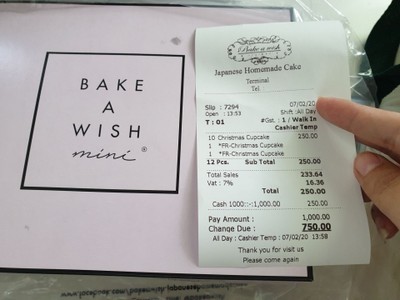 BAKE
A
WISH
mini ®
Bake a wish
Japanese Homemade Cake
Terminal
Tel
Slip : 7294 07/02/20
Open : 13:53 Shift :All Day
T : 01 #Gst. : 1 / Walk In
Cashier Temp
10 Christmas Cupcake 250.00
1 *FR-Christmas Cupcake
1 *FR-Christmas Cupcake
12 Pcs. Sub Total 250.00
Total Sales 233.64
Vat : 7% 16.36
Total 250.00
Cash 1000::<1,000.00 250.00
Pay Amount : 1,000.00
Change Due : 750.00
All Day : Cashier Temp : 07/02/20 13:58
Thank you for visit us
Please come again